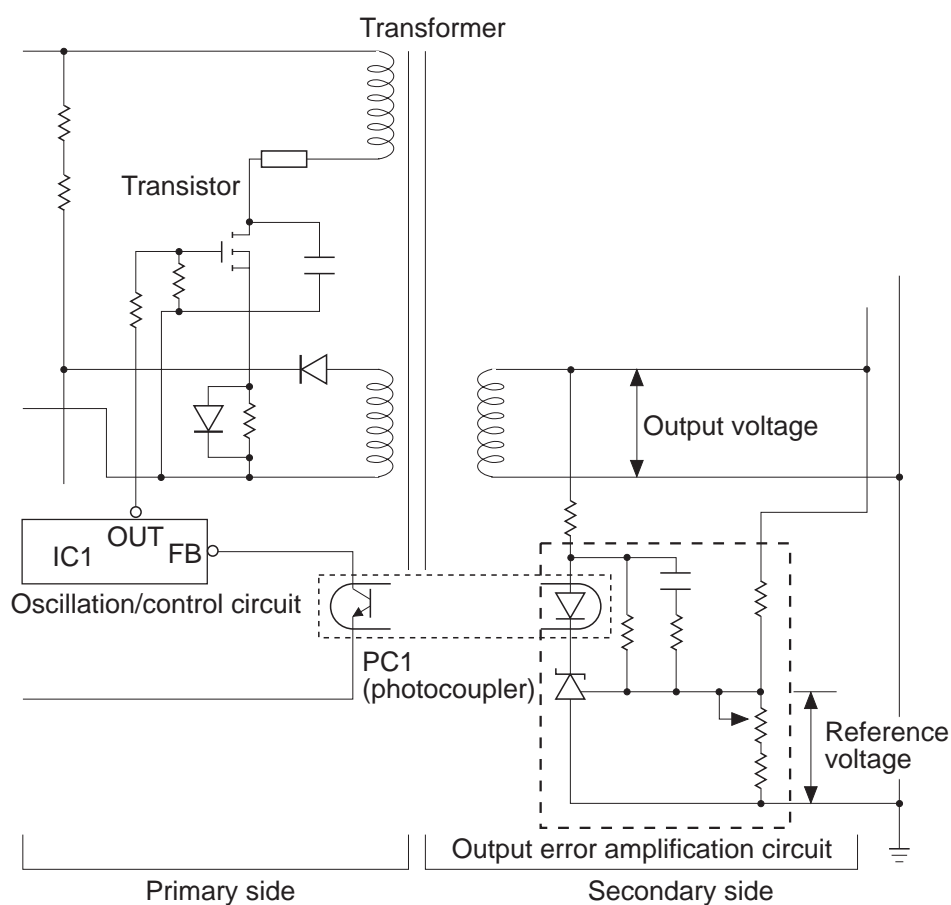 Transformer
Transistor
Output voltage
OUT
IC1
FB
Oscillation/control circuit
PC1
(photocoupler)
Reference
voltage
Output error amplification circuit
Primary side
Secondary side